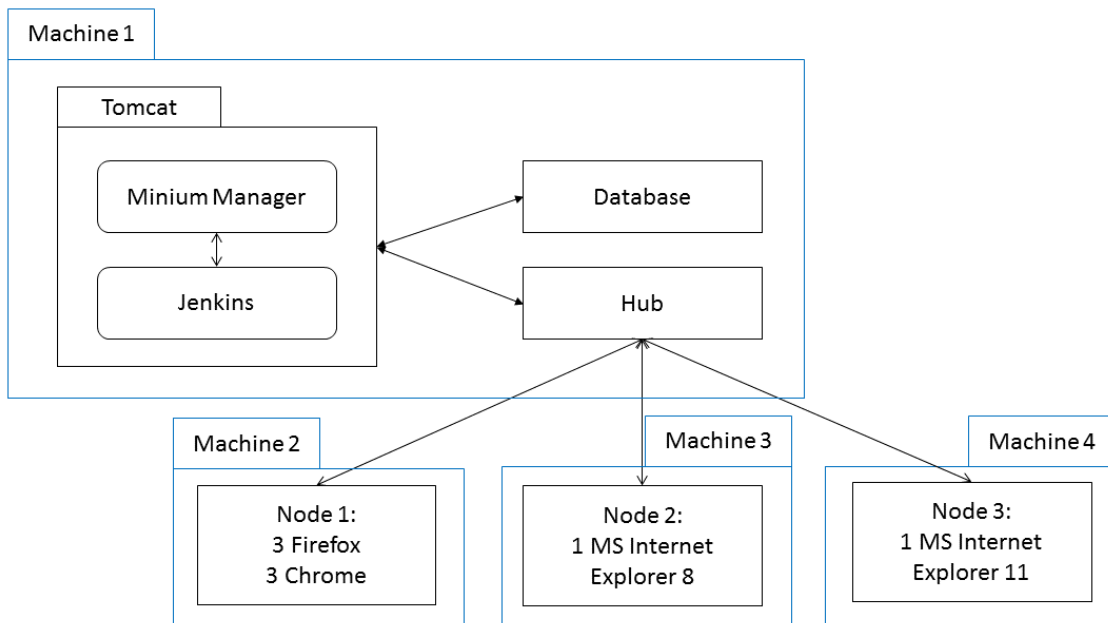 Machine 1
Tomcat
Minium Manager
Jenkins
Database
Hub
Machine 2
Node 1:
3 Firefox
3 Chrome
Machine 3
Node 2:
1 MS Internet
Explorer 8
Machine 4
Node 3:
1 MS Internet
Explorer 11